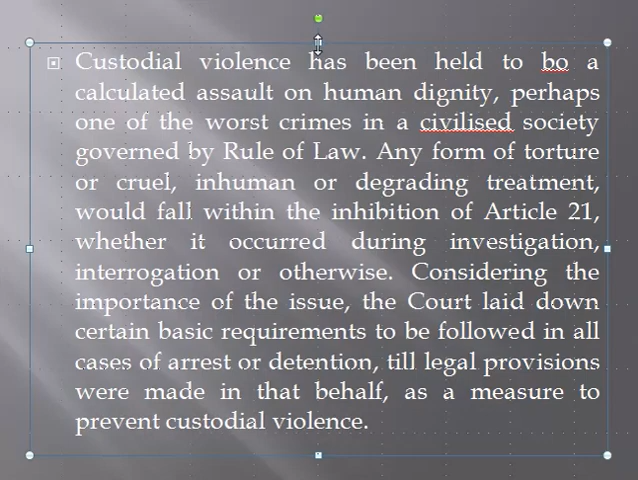 Custodial violence has been held to bo a
calculated assault on human dignity, perhaps
one of the worst crimes in a civilised society
governed by Rule of Law. Any form of torture
or cruel, inhuman or degrading treatment,
would fall within the inhibition of Article 21,
whether it occurred during investigation,
interrogation or otherwise. Considering the
importance of the issue, the Court laid down
certain basic requirements to be followed in all
cases of arrest or detention, till legal provisions
were made in that behalf, as a measure to
prevent custodial violence.